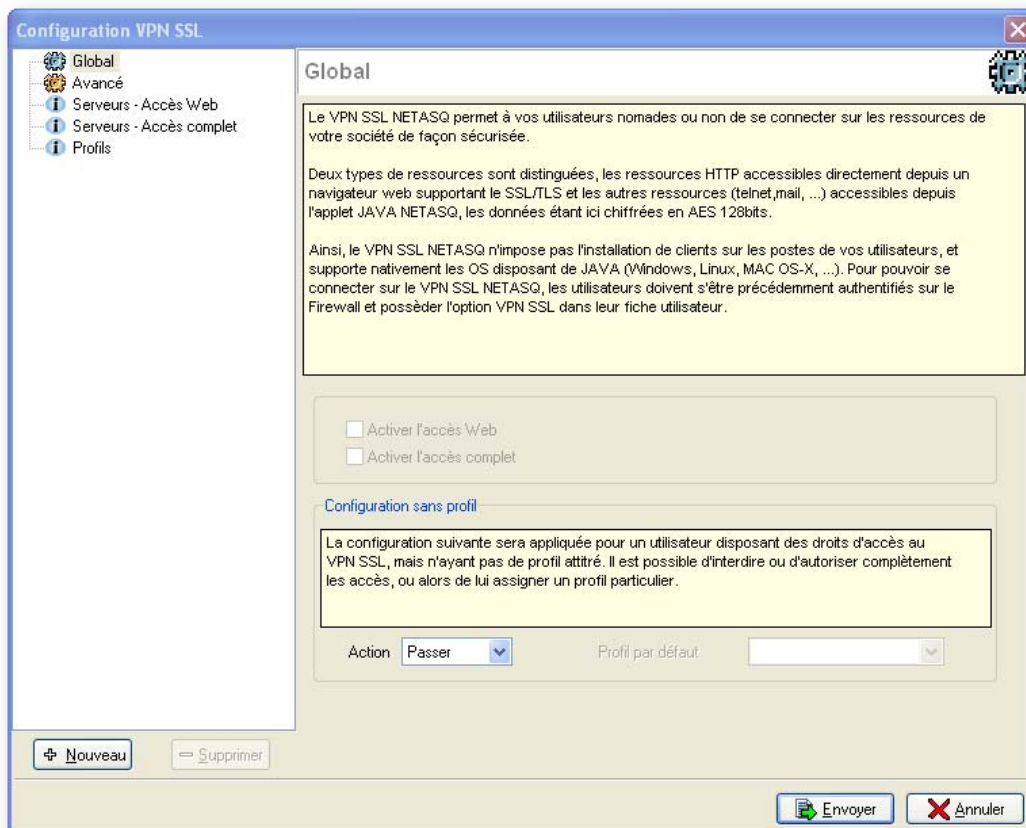 Configuration VPN SSL
Global
Avancé
Serveurs - Accès Web
Serveurs - Accès complet
Profils
Global
Le VPN SSL NETASQ permet à vos utilisateurs nomades ou non de se connecter sur les ressources de
votre société de façon sécurisée.
Deux types de ressources sont distinguées, les ressources HTTP accessibles directement depuis un
navigateur web supportant le SSL/TLS et les autres ressources (telnet,mail, ...) accessibles depuis
l'applet JAVA NETASQ, les données étant ici chiffrées en AES 128bits.
Ainsi, le VPN SSL NETASQ n'impose pas l'installation de clients sur les postes de vos utilisateurs, et
supporte nativement les OS disposant de JAVA (Windows, Linux, MAC OS-X, ...). Pour pouvoir se
connecter sur le VPN SSL NETASQ, les utilisateurs doivent s'être précédemment authentifiés sur le
Firewall et possèder l'option VPN SSL dans leur fiche utilisateur.
Activer l'accès Web
Activer l'accès complet
Configuration sans profil
La configuration suivante sera appliquée pour un utilisateur disposant des droits d'accès au
VPN SSL, mais n'ayant pas de profil attitré. Il est possible d'interdire ou d'autoriser complètement
les accès, ou alors de lui assigner un profil particulier.
Action Passer Profil par défaut
Nouveau Supprimer
Envoyer Annuler